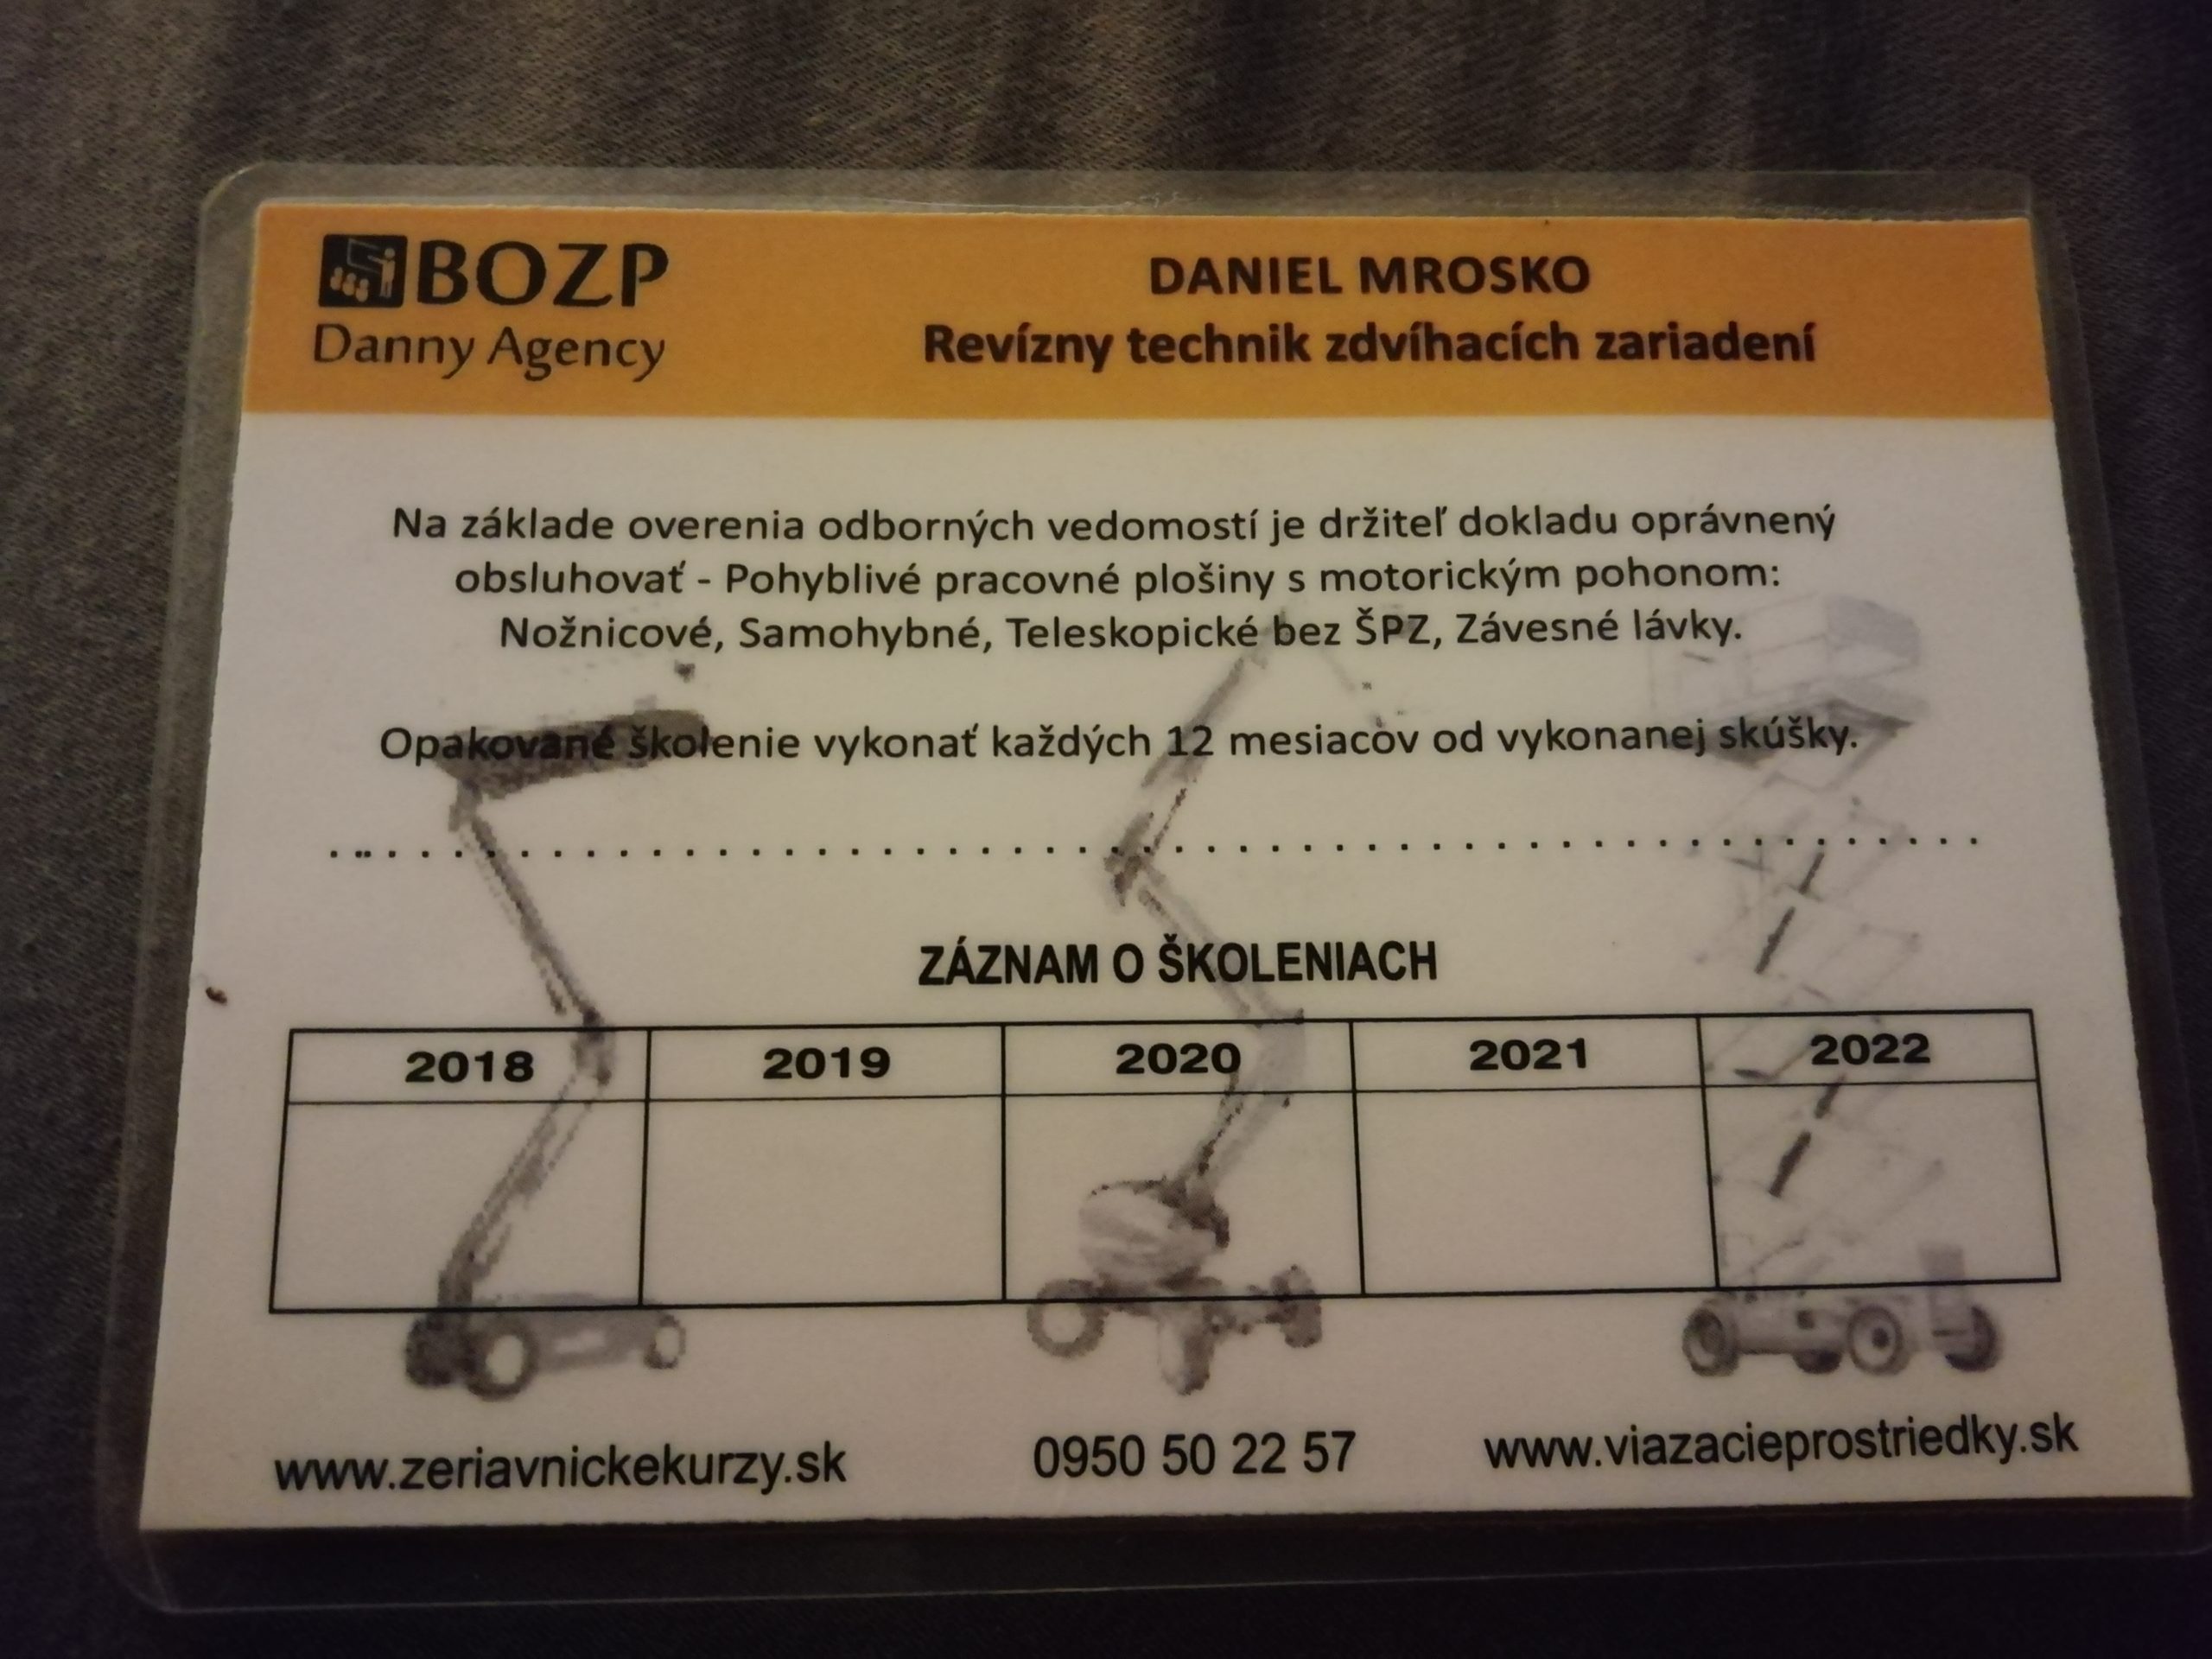 BOZP
Danny Agency
DANIEL MROSKO
Revízny technik zdvíhacích zariadení
Na základe overenia odborných vedomostí je držiteľ dokladu oprávnený
obsluhovať - Pohyblivé pracovné plošiny s motorickým pohonom:
Nožnicové, Samohybné, Teleskopické bez ŠPZ, Závesné lávky.
Opakované školenie vykonať každých 12 mesiacòv od vykonanej skúšky.
ZÁZNAM O ŠKOLENIACH
2018 2019 2020 2021 2022
www.zeriavnickekurzy.sk 0950 50 22 57 www.viazacieprostriedky.sk